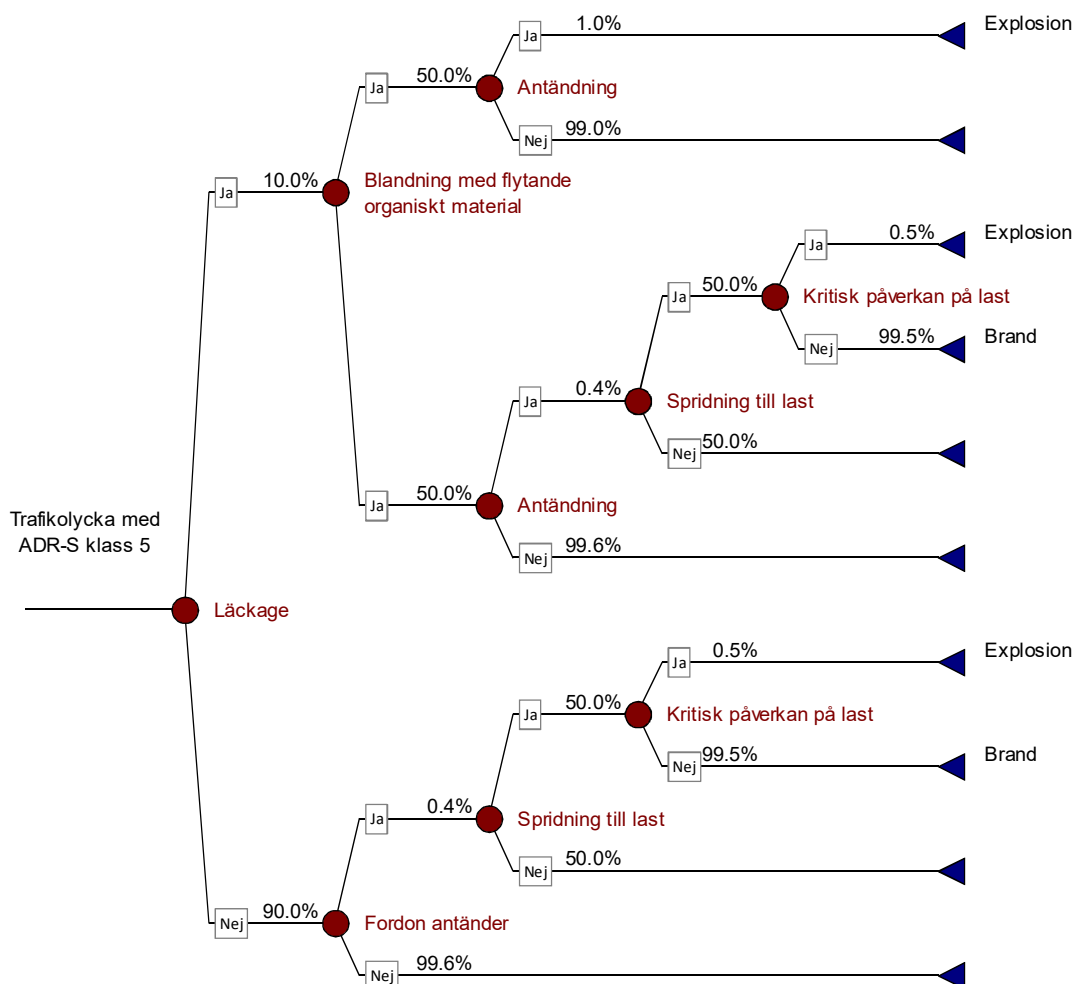 Ja
1.0%
Explosion
Ja
50.0%
Antändning
Nej
99.0%
Ja
10.0%
Blandning med flytande
organiskt material
Ja
0.5%
Explosion
Ja
50.0%
Kritisk påverkan på last
Nej
99.5%
Brand
Ja
0.4%
Spridning till last
Nej
50.0%
Ja
50.0%
Antändning
Nej
99.6%
Trafikolycka med
ADR-S klass 5
Läckage
Ja
0.5%
Explosion
Ja
50.0%
Kritisk påverkan på last
Nej
99.5%
Brand
Ja
0.4%
Spridning till last
Nej
50.0%
Nej
90.0%
Fordon antänder
Nej
99.6%